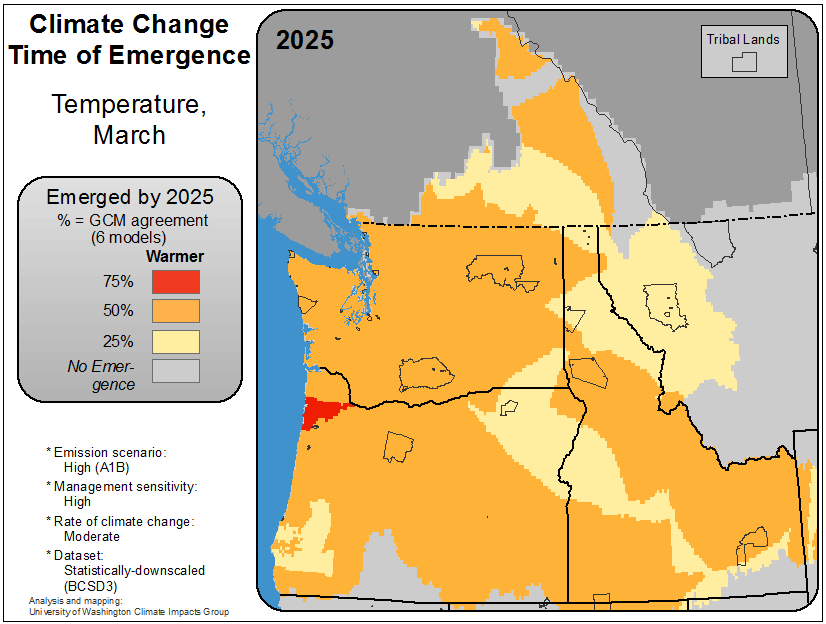 Climate Change
Time of Emergence
Temperature,
March
Emerged by 2025
% = GCM agreement
(6 models)
Warmer
75%
50%
25%
No Emer-
gence
* Emission scenario:
High (A1B)
* Management sensitivity:
High
* Rate of climate change:
Moderate
* Dataset:
Statistically-downscaled
(BCSD3)
Analysis and mapping:
University of Washington Climate Impacts Group
2025
Tribal Lands